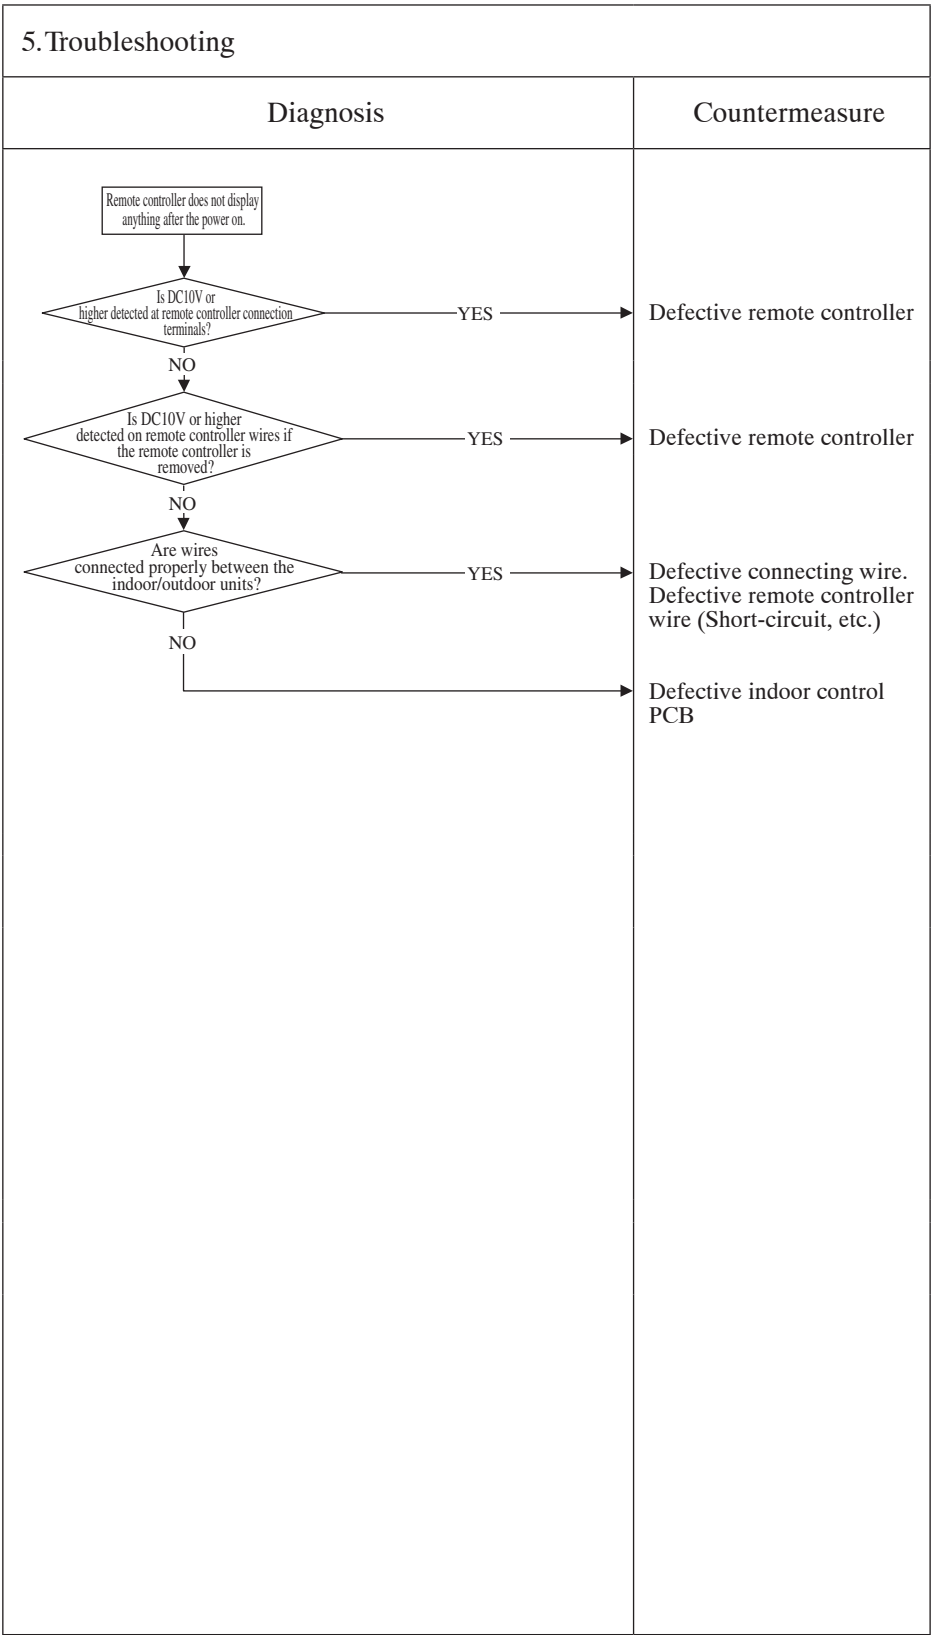 5. Troubleshooting
Diagnosis
Countermeasure
Remote controller does not display
anything after the power on.
Is DC10V or
higher detected at remote controller connection
terminals?
YES
Defective remote controller
NO
Is DC10V or higher
detected on remote controller wires if
the remote controller is
removed?
YES
Defective remote controller
NO
Are wires
connected properly between the
indoor/outdoor units?
YES
Defective connecting wire.
Defective remote controller
wire (Short-circuit, etc.)
NO
Defective indoor control
PCB